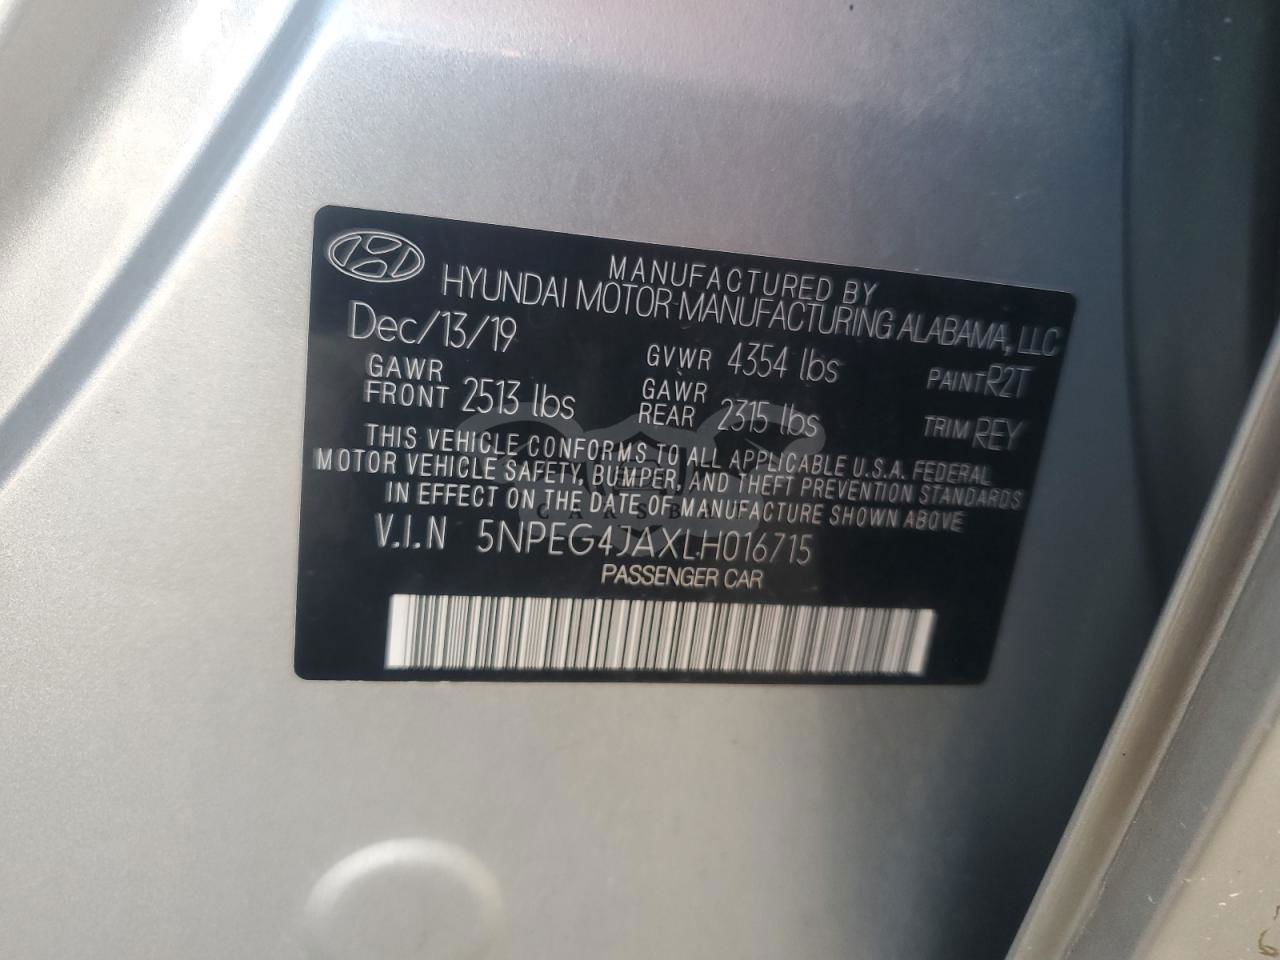 MANUFACTURED BY
HYUNDAI MOTOR MANUFACTURING ALABAMA, LLC
Dec/13/19 GVWR 4354 lbs PAINT R2T
GAWR FRONT 2513 lbs GAWR REAR 2315 lbs TRIM REY
THIS VEHICLE CONFORMS TO ALL APPLICABLE U.S.A. FEDERAL
MOTOR VEHICLE SAFETY, BUMPER, AND THEFT PREVENTION STANDARDS
IN EFFECT ON THE DATE OF MANUFACTURE SHOWN ABOVE
V.I.N 5NPEG4JAXLH016715
PASSENGER CAR